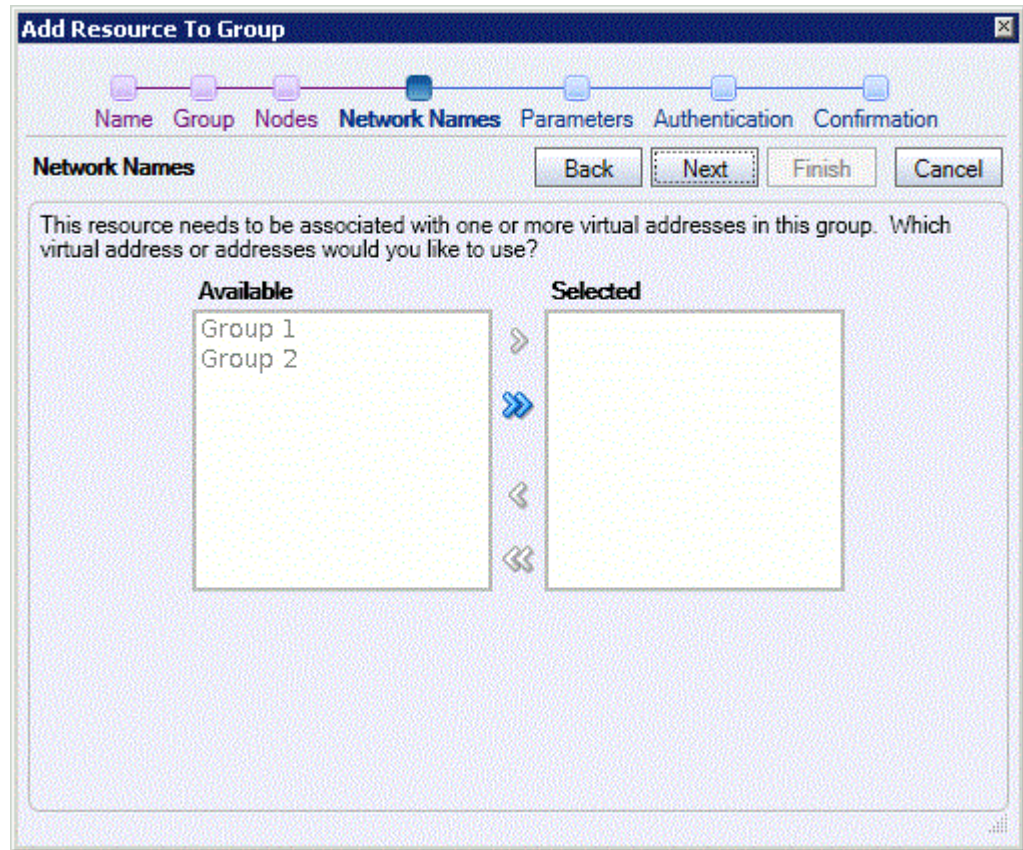 Add Resource To Group
Name Group Nodes Network Names Parameters Authentication Confirmation
Network Names Back Next Finish Cancel
This resource needs to be associated with one or more virtual addresses in this group. Which
virtual address or addresses would you like to use?
Available Selected
Group 1
Group 2